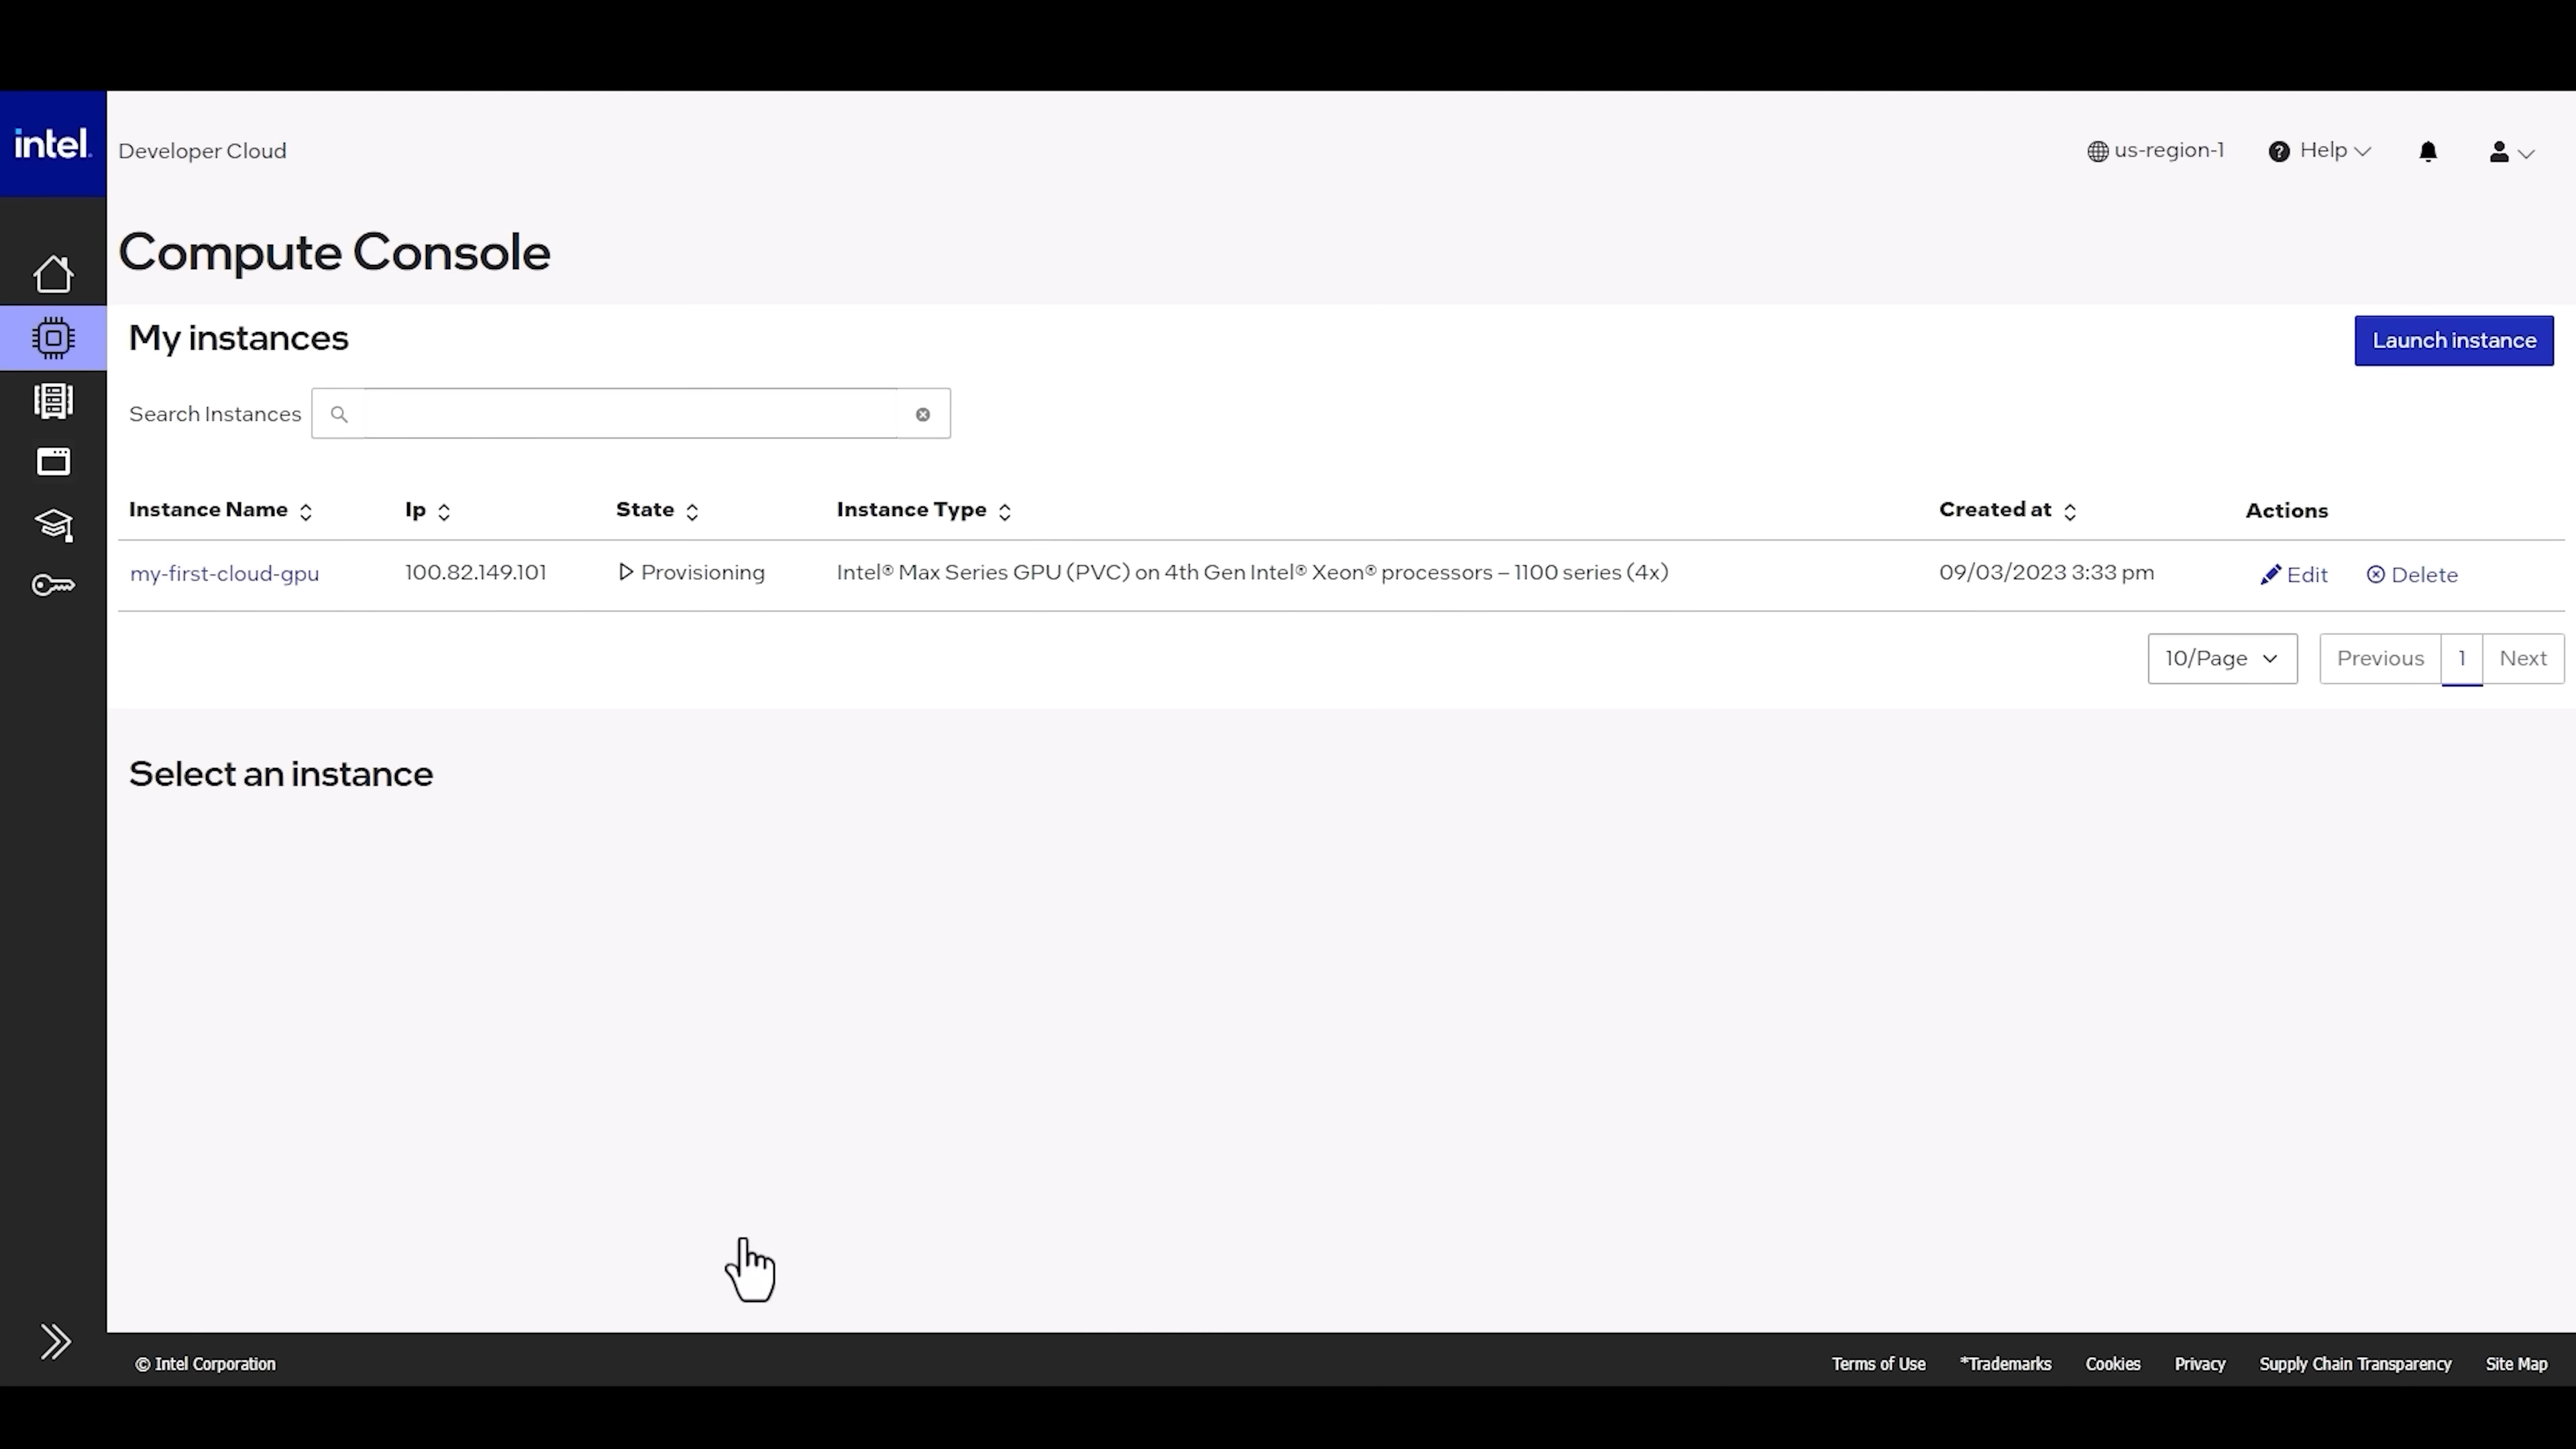 intel.
Developer Cloud
us-region-1
Help
Compute Console
My instances
Launch instance
Search Instances
Instance Name Ip State Instance Type Created at Actions
my-first-cloud-gpu 100.82.149.101 Provisioning Intel® Max Series GPU (PVC) on 4th Gen Intel® Xeon® processors – 1100 series (4x) 09/03/2023 3:33 pm Edit Delete
10/Page Previous 1 Next
Select an instance
© Intel Corporation Terms of Use *Trademarks Cookies Privacy Supply Chain Transparency Site Map